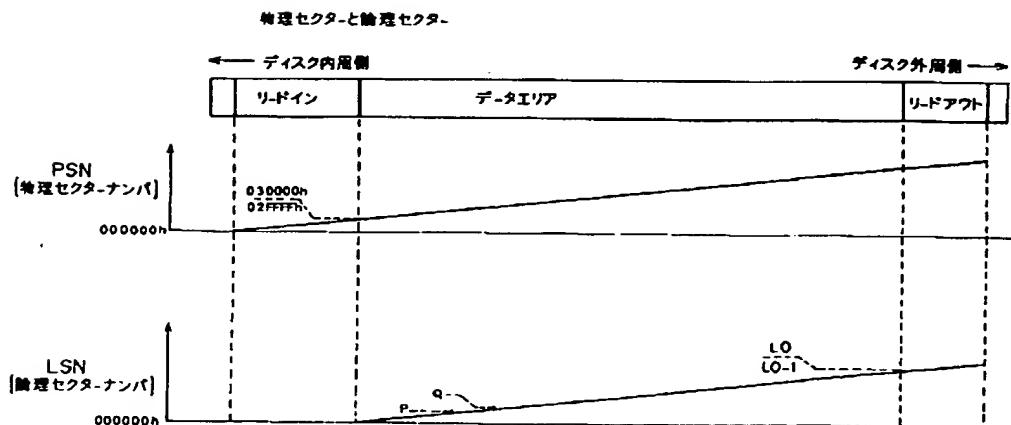 物理セクターと論理セクター
ディスク内周側 ディスク外周側
リードイン データエリア リードアウト
PSN
[物理セクターナンバ]
030000h
02FFFFh
000000h
LSN
[論理セクターナンバ]
LO
LO-1
Q
P
000000h